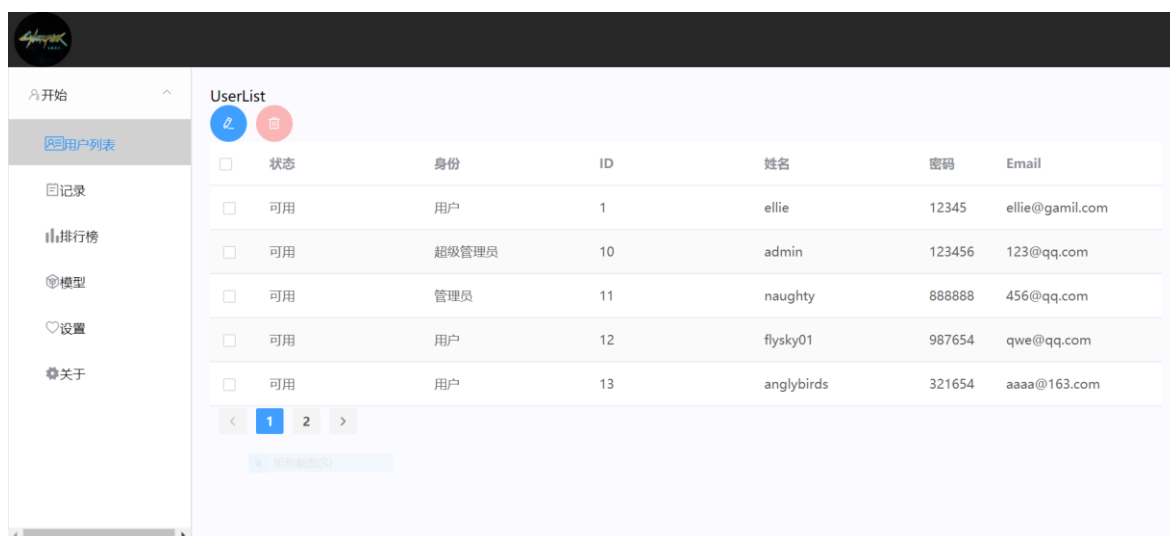 开始
UserList
用户列表
状态 身份 ID 姓名 密码 Email
记录
可用 用户 1 ellie 12345 ellie@gamil.com
排行榜
可用 超级管理员 10 admin 123456 123@qq.com
模型
可用 管理员 11 naughty 888888 456@qq.com
设置
可用 用户 12 flysky01 987654 qwe@qq.com
关于
可用 用户 13 anglybirds 321654 aaaa@163.com
1 2
矩形截图(R)